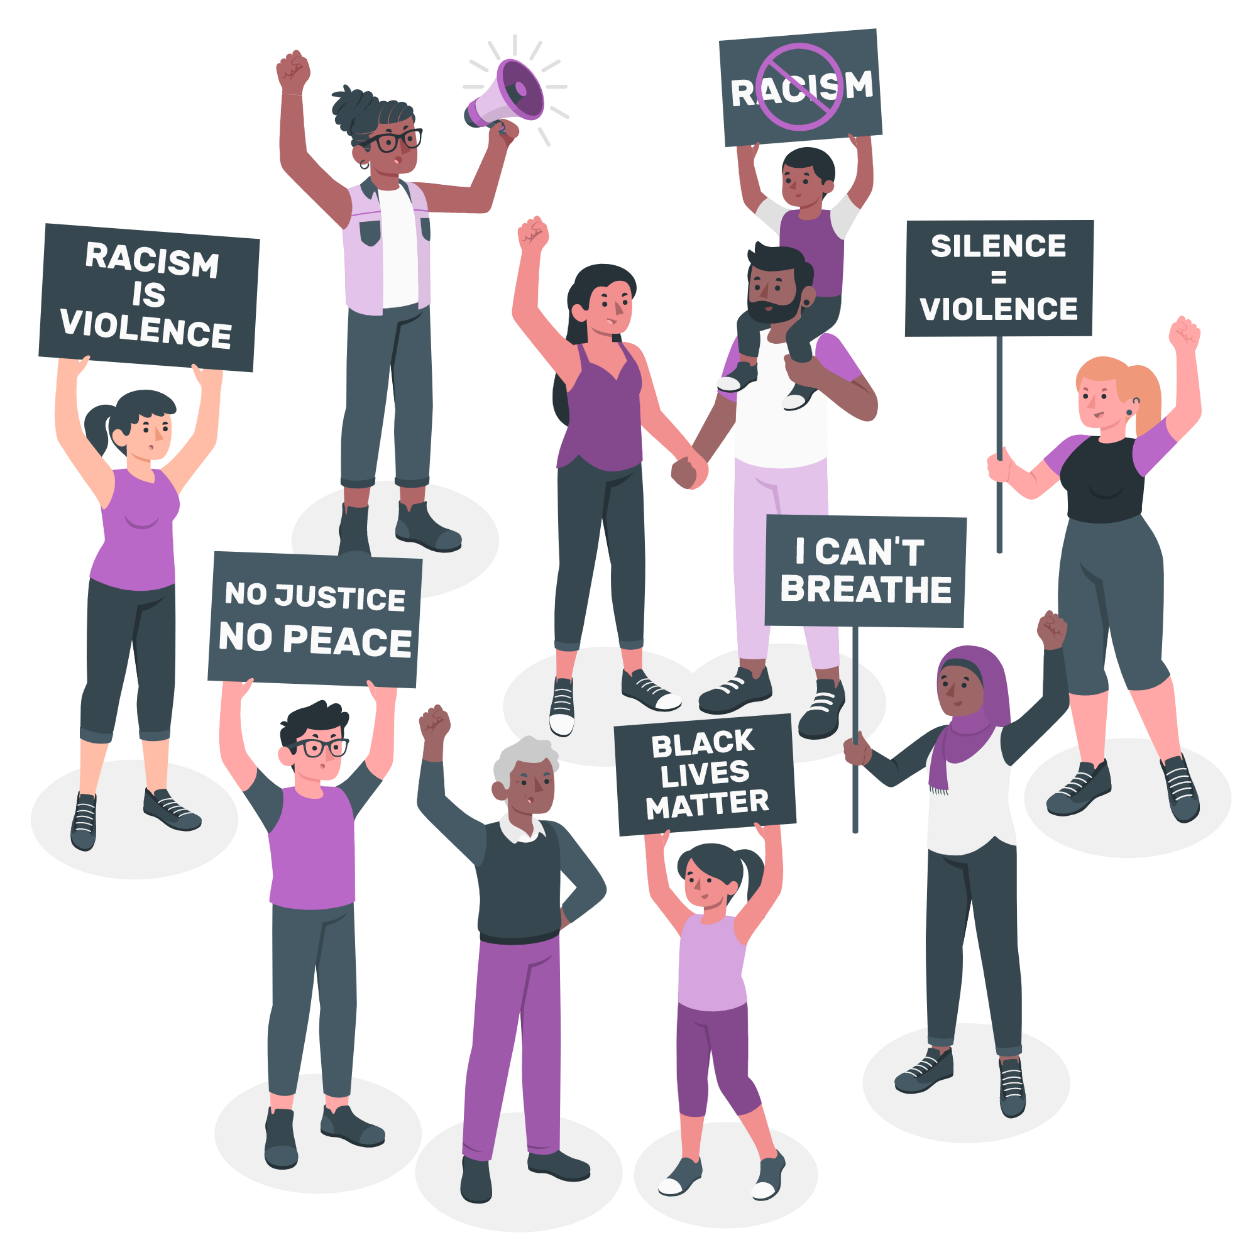 RACISM
RACISM
IS
VIOLENCE
SILENCE
=
VIOLENCE
NO JUSTICE
NO PEACE
I CAN'T
BREATHE
BLACK
LIVES
MATTER